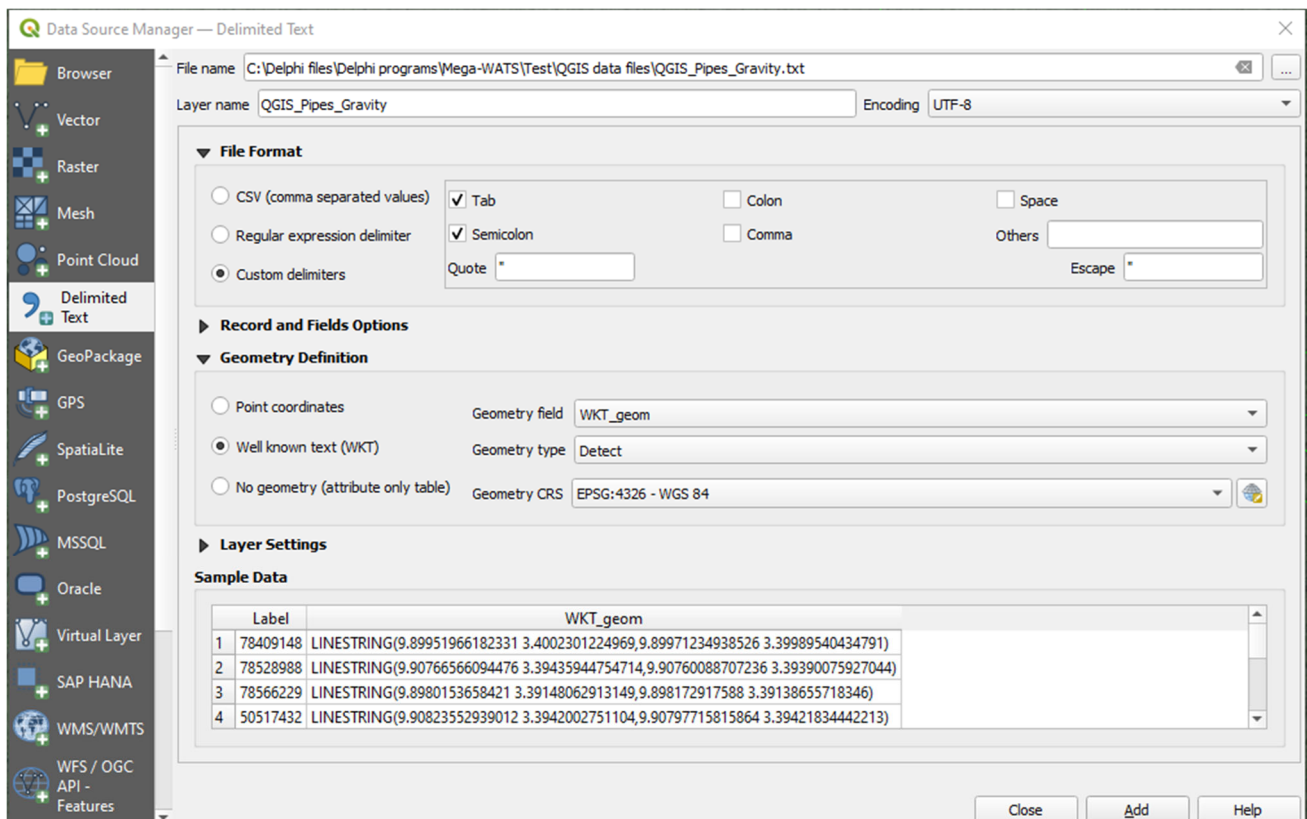 Data Source Manager — Delimited Text
Browser
Vector
Raster
Mesh
Point Cloud
Delimited
Text
GeoPackage
GPS
SpatiaLite
PostgreSQL
MSSQL
Oracle
Virtual Layer
SAP HANA
WMS/WMTS
WFS / OGC
API -
Features
File name C:\Delphi files\Delphi programs\Mega-WATS\Test\QGIS data files\QGIS_Pipes_Gravity.txt ...
Layer name QGIS_Pipes_Gravity Encoding UTF-8
File Format
CSV (comma separated values) Tab Colon Space
Regular expression delimiter Semicolon Comma Others
Custom delimiters Quote " Escape "
Record and Fields Options
Geometry Definition
Point coordinates Geometry field WKT_geom
Well known text (WKT) Geometry type Detect
No geometry (attribute only table) Geometry CRS EPSG:4326 - WGS 84
Layer Settings
Sample Data
Label WKT_geom
1 78409148 LINESTRING(9.89951966182331 3.4002301224969,9.89971234938526 3.39989540434791)
2 78528988 LINESTRING(9.90766566094476 3.39435944754714,9.90760088707236 3.39390075927044)
3 78566229 LINESTRING(9.8980153658421 3.39148062913149,9.898172917588 3.39138655718346)
4 50517432 LINESTRING(9.90823552939012 3.3942002751104,9.90797715815864 3.39421834442213)
Close Add Help